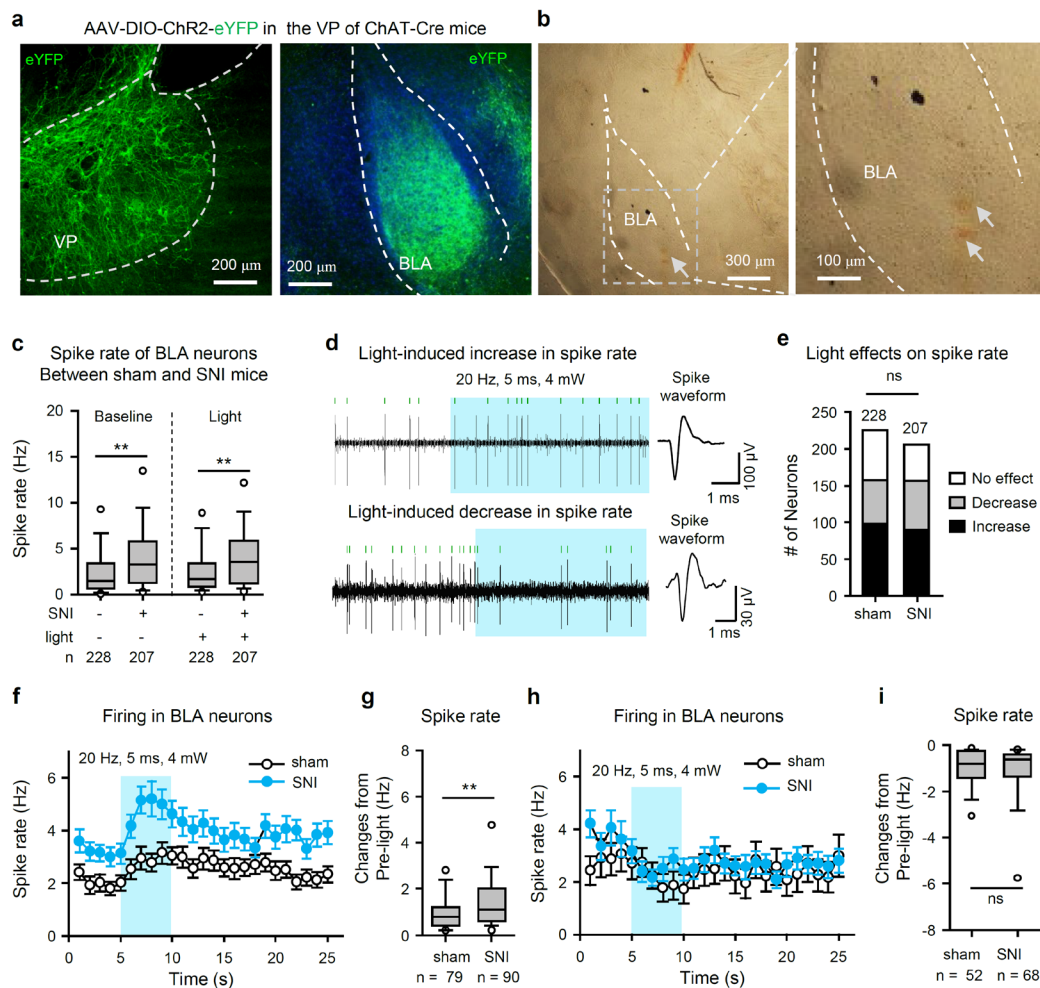 a
AAV-DIO-ChR2-eYFP in the VP of ChAT-Cre mice
eYFP
VP
200 μm
eYFP
BLA
200 μm
b
BLA
300 μm
BLA
100 μm
c
Spike rate of BLA neurons
Between sham and SNI mice
Baseline
Light
**
**
Spike rate (Hz)
20
15
10
5
0
SNI - + - +
light - - + +
n 228 207 228 207
d
Light-induced increase in spike rate
20 Hz, 5 ms, 4 mW
Spike
waveform
100 μV
1 ms
Light-induced decrease in spike rate
Spike
waveform
30 μV
1 ms
e
Light effects on spike rate
ns
# of Neurons
250
200
150
100
50
0
228
207
No effect
Decrease
Increase
sham SNI
f
Firing in BLA neurons
20 Hz, 5 ms, 4 mW
sham
SNI
Spike rate (Hz)
6
4
2
0
0 5 10 15 20 25
Time (s)
g
Spike rate
**
Changes from
Pre-light (Hz)
8
6
4
2
0
sham SNI
n = 79 n = 90
h
Firing in BLA neurons
20 Hz, 5 ms, 4 mW
sham
SNI
Spike rate (Hz)
6
4
2
0
0 5 10 15 20 25
Time (s)
i
Spike rate
Changes from
Pre-light (Hz)
-0
-2
-4
-6
-8
ns
sham SNI
n = 52 n = 68